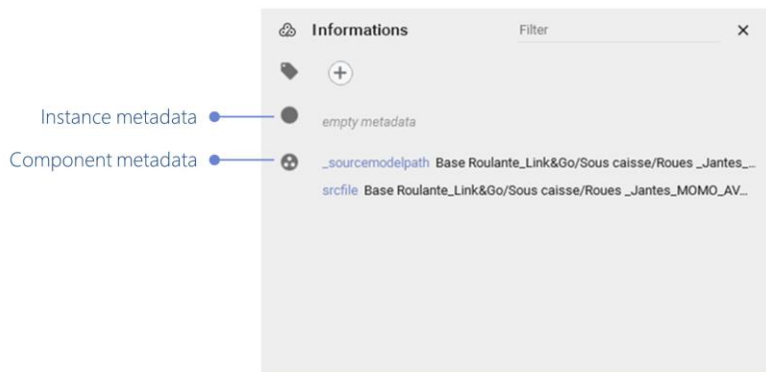 Informations Filter
Instance metadata empty metadata
Component metadata _sourcemodelpath Base Roulante_Link&Go/Sous caisse/Roues _Jantes_...
srcfile Base Roulante_Link&Go/Sous caisse/Roues _Jantes_MOMO_AV...